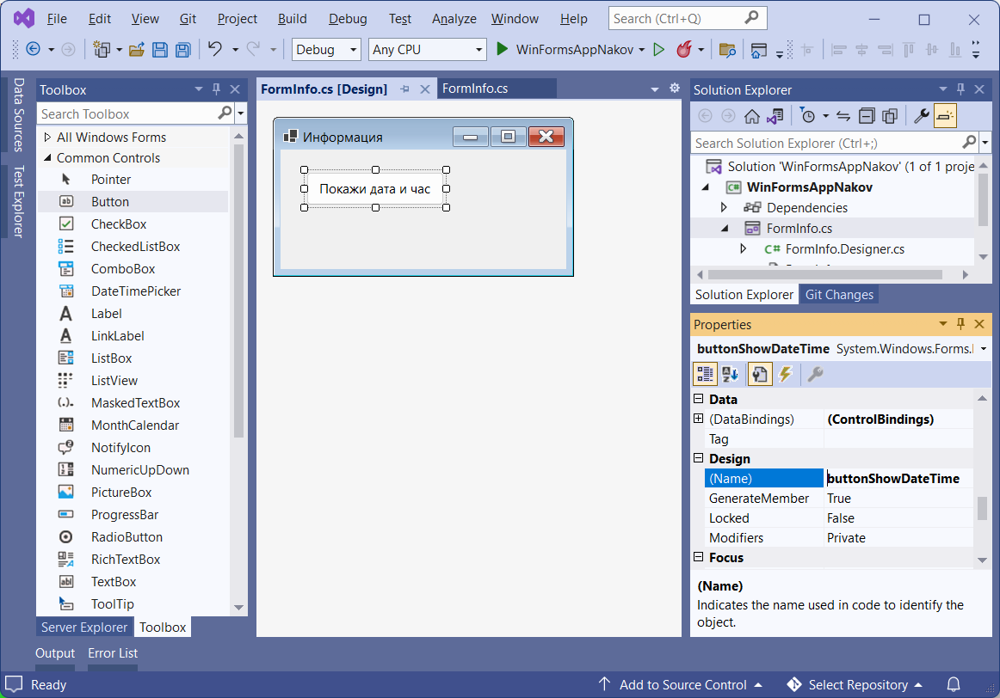 File Edit View Git Project Build Debug Test Analyze Window Help Search (Ctrl+Q)
Debug Any CPU WinFormsAppNakov
Data Sources
Test Explorer
Toolbox
Search Toolbox
All Windows Forms
Common Controls
Pointer
Button
CheckBox
CheckedListBox
ComboBox
DateTimePicker
Label
LinkLabel
ListBox
ListView
MaskedTextBox
MonthCalendar
NotifyIcon
NumericUpDown
PictureBox
ProgressBar
RadioButton
RichTextBox
TextBox
ToolTip
Server Explorer Toolbox
FormInfo.cs [Design] FormInfo.cs
Информация
Покажи дата и час
Solution Explorer
Search Solution Explorer (Ctrl+;)
Solution 'WinFormsAppNakov' (1 of 1 proje
WinFormsAppNakov
Dependencies
FormInfo.cs
C# FormInfo.Designer.cs
Solution Explorer Git Changes
Properties
buttonShowDateTime System.Windows.Forms.
Data
(DataBindings) (ControlBindings)
Tag
Design
(Name) buttonShowDateTime
GenerateMember True
Locked False
Modifiers Private
Focus
(Name)
Indicates the name used in code to identify the
object.
Output Error List
Ready Add to Source Control Select Repository